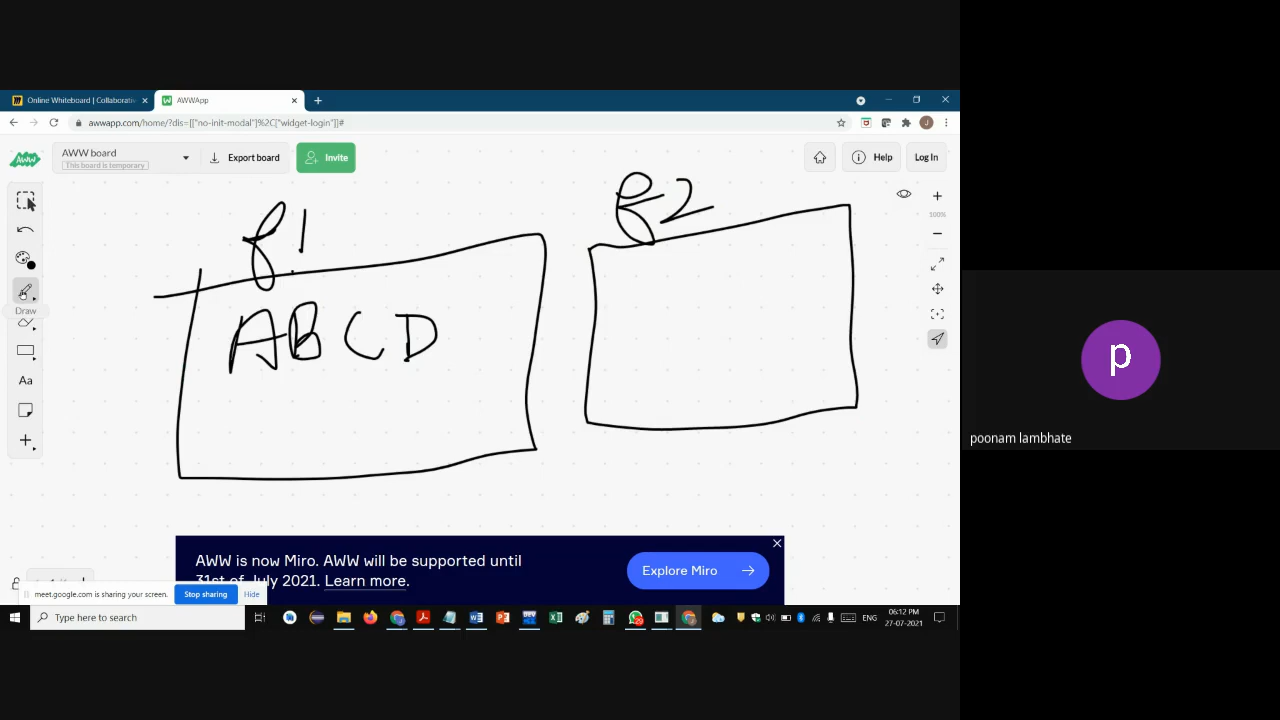 Online Whiteboard | Collaborati
AWWApp
awwapp.com/home/?dis=[["no-init-modal"]%2C["widget-login"]]#
J
AWW
AWW board
This board is temporary
Export board
Invite
Help
Log In
100%
Draw
Aa
f1
f2
ABCD
AWW is now Miro. AWW will be supported until
31st of July 2021. Learn more.
Explore Miro
meet.google.com is sharing your screen.
Stop sharing
Hide
Type here to search
ENG
06:12 PM
27-07-2021
p
poonam lambhate